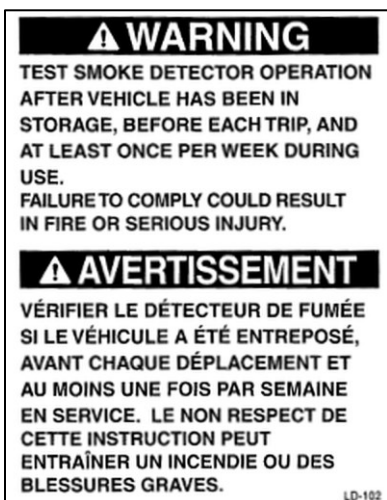 WARNING
TEST SMOKE DETECTOR OPERATION
AFTER VEHICLE HAS BEEN IN
STORAGE, BEFORE EACH TRIP, AND
AT LEAST ONCE PER WEEK DURING
USE.
FAILURE TO COMPLY COULD RESULT
IN FIRE OR SERIOUS INJURY.
AVERTISSEMENT
VÉRIFIER LE DÉTECTEUR DE FUMÉE
SI LE VÉHICULE A ÉTÉ ENTREPOSÉ,
AVANT CHAQUE DÉPLACEMENT ET
AU MOINS UNE FOIS PAR SEMAINE
EN SERVICE. LE NON RESPECT DE
CETTE INSTRUCTION PEUT
ENTRAÎNER UN INCENDIE OU DES
BLESSURES GRAVES.
LD-102